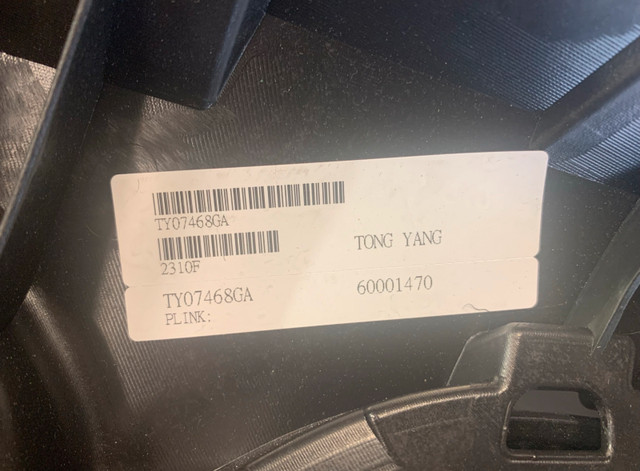 TY07468GA
2310F
TONG YANG
TY07468GA
60001470
PLINK: